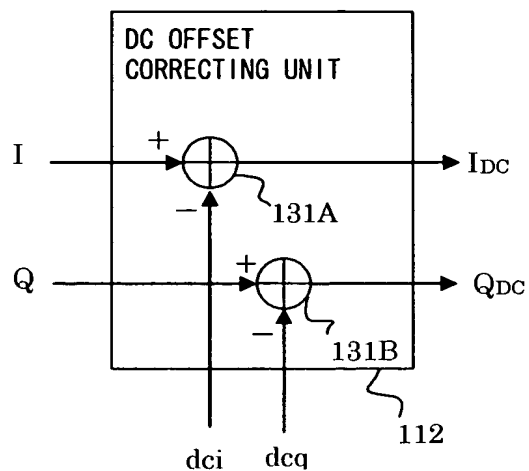 DC OFFSET
CORRECTING UNIT
I
+
−
131A
IDC
Q
+
−
131B
QDC
112
dci
dcq